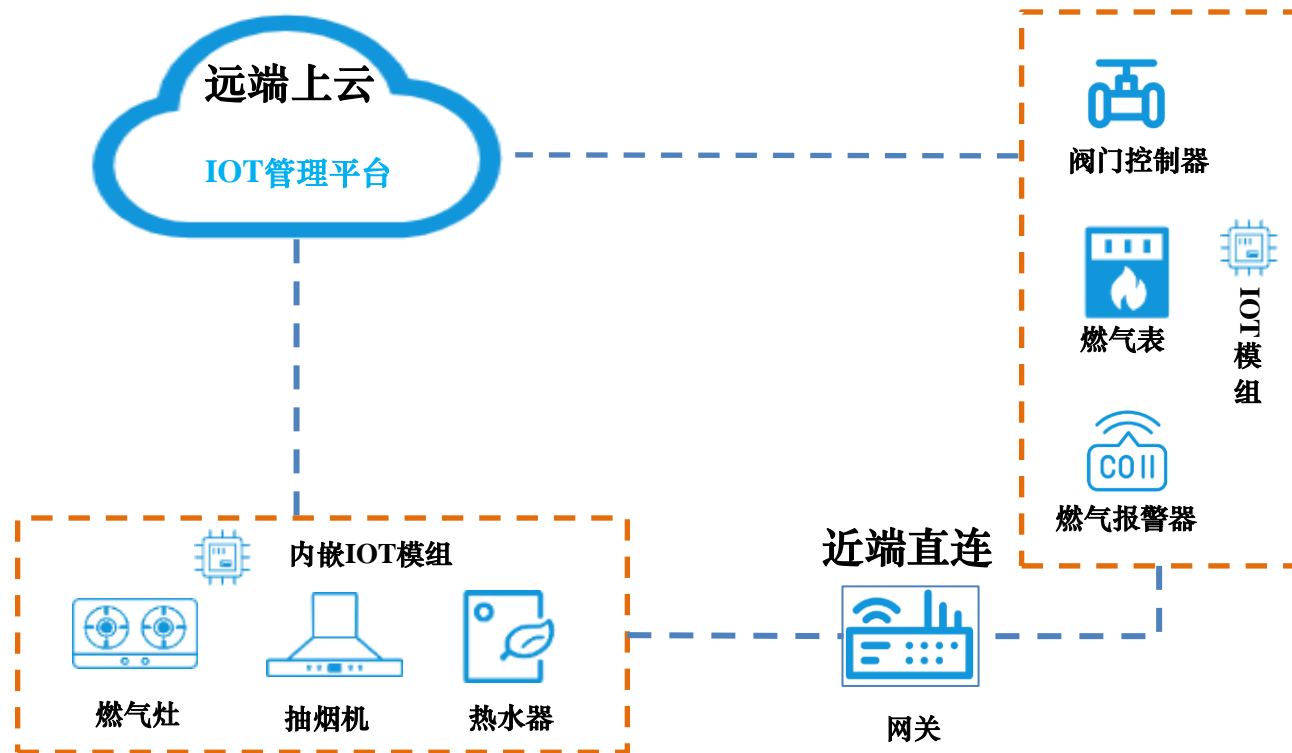 远端上云
IOT管理平台
阀门控制器
燃气表
IOT模组
CO
燃气报警器
近端直连
网关
内嵌IOT模组
燃气灶
抽烟机
热水器